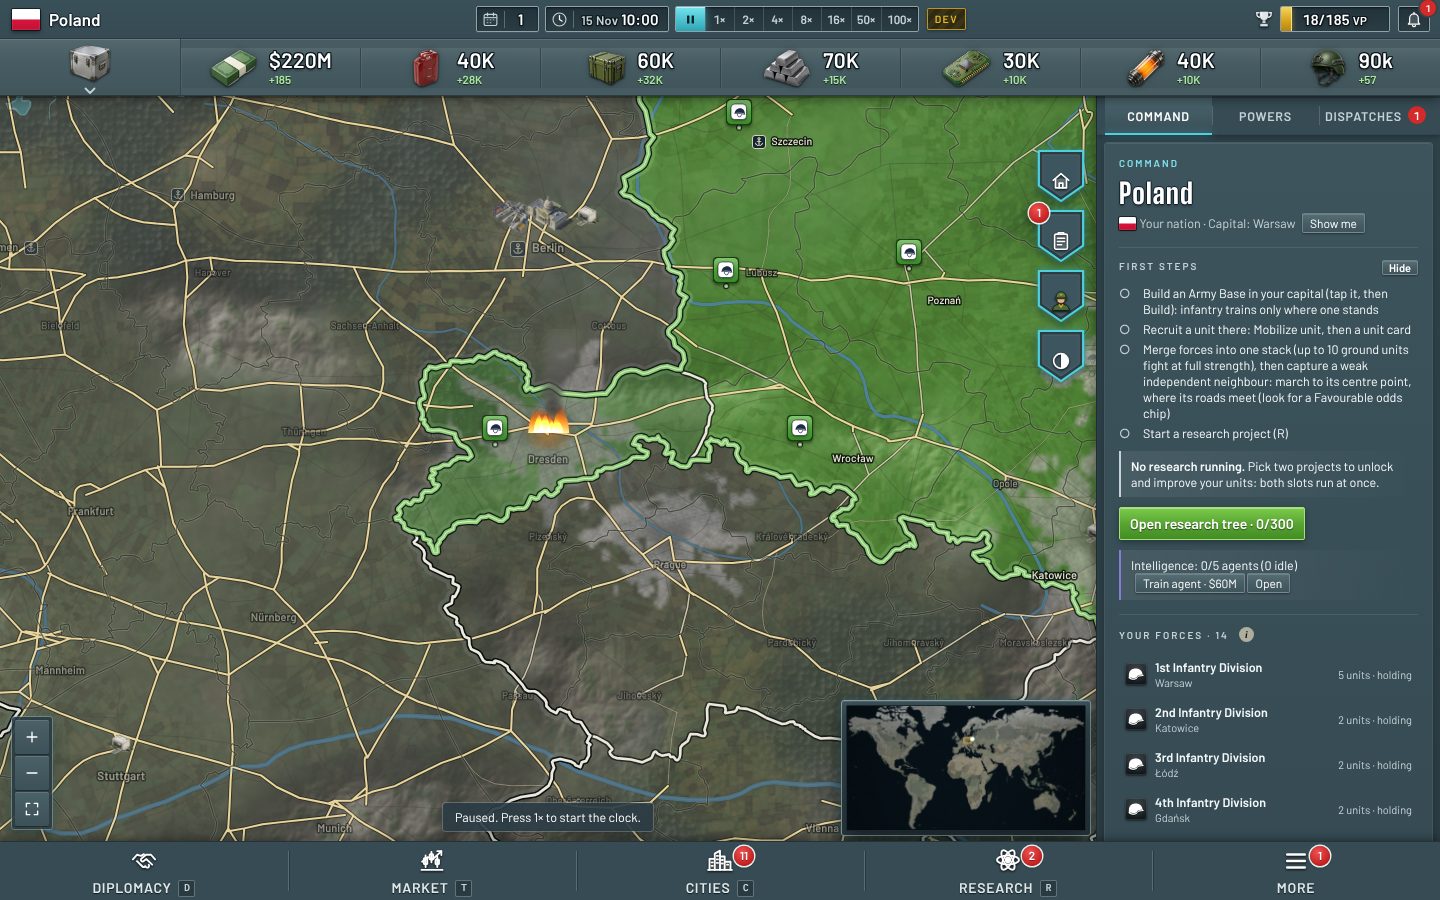 Poland
1
15 Nov 10:00
1×
2×
4×
8×
16×
50×
100×
DEV
18/185 VP
1
$220M
+185
40K
+28K
60K
+32K
70K
+15K
30K
+10K
40K
+10K
90k
+57
Szczecin
Hamburg
Berlin
Hanover
Lubusz
Poznań
Bielefeld
Sachsen-Anhalt
Cottbus
Thüringen
Dresden
Wrocław
Opole
Frankfurt
Plzeňský
Prague
Katowice
Nürnberg
Pardubický
Jihomoravský
Moravskoslezský
Mannheim
Passau
Jihočeský
Stuttgart
Munich
Vienna
1
Paused. Press 1× to start the clock.
COMMAND
POWERS
DISPATCHES 1
COMMAND
Poland
Your nation · Capital: Warsaw
Show me
FIRST STEPS
Hide
Build an Army Base in your capital (tap it, then
Build): infantry trains only where one stands
Recruit a unit there: Mobilize unit, then a unit card
Merge forces into one stack (up to 10 ground units
fight at full strength), then capture a weak
independent neighbour: march to its centre point,
where its roads meet (look for a Favourable odds
chip)
Start a research project (R)
No research running. Pick two projects to unlock
and improve your units: both slots run at once.
Open research tree · 0/300
Intelligence: 0/5 agents (0 idle)
Train agent · $60M
Open
YOUR FORCES · 14
i
1st Infantry Division
Warsaw
5 units · holding
2nd Infantry Division
Katowice
2 units · holding
3rd Infantry Division
Łódź
2 units · holding
4th Infantry Division
Gdańsk
2 units · holding
DIPLOMACY D
MARKET T
11
CITIES C
2
RESEARCH R
1
MORE